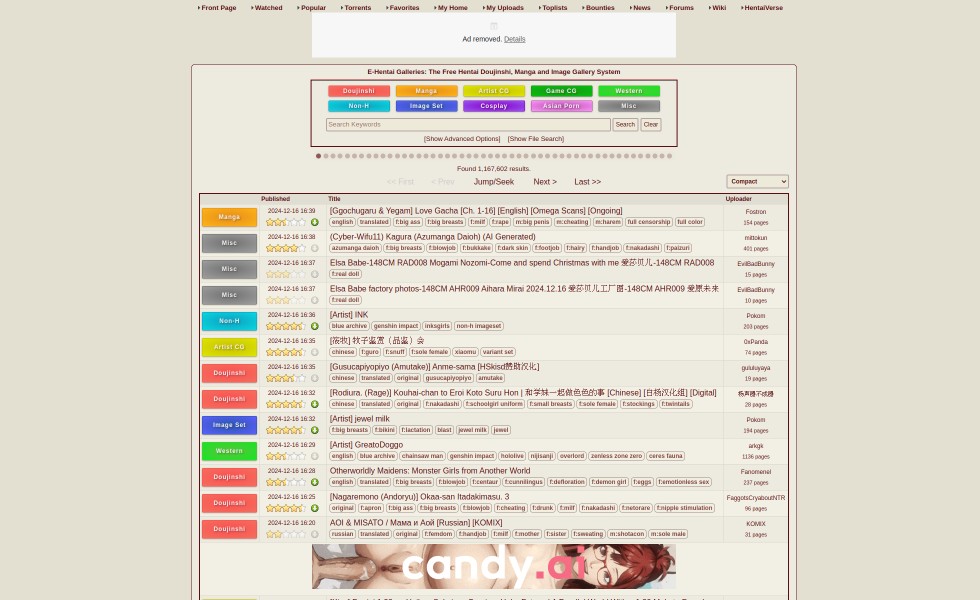 Front Page Watched Popular Torrents Favorites My Home My Uploads Toplists Bounties News Forums Wiki HentaiVerse
Ad removed. Details
E-Hentai Galleries: The Free Hentai Doujinshi, Manga and Image Gallery System
Doujinshi Manga Artist CG Game CG Western
Non-H Image Set Cosplay Asian Porn Misc
Search Keywords Search Clear
[Show Advanced Options] [Show File Search]
Found 1,167,602 results.
<< First < Prev Jump/Seek Next > Last >> Compact
Published Title Uploader
Manga 2024-12-16 16:39 [Ggochugaru & Yegam] Love Gacha [Ch. 1-16] [English] [Omega Scans] [Ongoing] Fostron
english translated f:big ass f:big breasts f:milf f:rape m:big penis m:cheating m:harem full censorship full color 154 pages
Misc 2024-12-16 16:38 (Cyber-Wifu11) Kagura (Azumanga Daioh) (AI Generated) mittokun
azumanga daioh f:big breasts f:blowjob f:bukkake f:dark skin f:footjob f:hairy f:handjob f:nakadashi f:paizuri 401 pages
Misc 2024-12-16 16:37 Elsa Babe-148CM RAD008 Mogami Nozomi-Come and spend Christmas with me 爱莎贝儿-148CM RAD008 EvilBadBunny
f:real doll 15 pages
Misc 2024-12-16 16:37 Elsa Babe factory photos-148CM AHR009 Aihara Mirai 2024.12.16 爱莎贝儿工厂图-148CM AHR009 爱原未来 EvilBadBunny
f:real doll 10 pages
Non-H 2024-12-16 16:36 [Artist] INK Pokom
blue archive genshin impact inksgirls non-h imageset 203 pages
Artist CG 2024-12-16 16:35 牧子鉴赏（品鉴）会 0xPanda
chinese f:guro f:snuff f:sole female xiaomu variant set 74 pages
Doujinshi 2024-12-16 16:35 [Gusucapiyopiyo (Amutake)] Anme-sama [HSkisd赞助汉化] gululuyaya
chinese translated original gusucapiyopiyo amutake 19 pages
Doujinshi 2024-12-16 16:32 [Rodiura. (Rage)] Kouhai-chan to Eroi Koto Suru Hon | 和学妹一起做色色的事 [Chinese] [白杨汉化组] [Digital]
chinese translated original f:nakadashi f:schoolgirl uniform f:small breasts f:sole female f:stockings f:twintails 28 pages
Image Set 2024-12-16 16:32 [Artist] jewel milk Pokom
f:big breasts f:bikini f:lactation blast jewel milk jewel 194 pages
Western 2024-12-16 16:29 [Artist] GreatoDoggo arkgk
english blue archive chainsaw man genshin impact hololive nijisanji overlord zenless zone zero ceres fauna 1136 pages
Doujinshi 2024-12-16 16:28 Otherworldly Maidens: Monster Girls from Another World Fanomenel
english translated f:big breasts f:blowjob f:centaur f:cunnilingus f:defloration f:demon girl f:eggs f:emotionless sex 237 pages
Doujinshi 2024-12-16 16:25 [Nagaremono (Andoryu)] Okaa-san Itadakimasu. 3 FaggotsCryaboutNTR
original f:apron f:big ass f:big breasts f:blowjob f:cheating f:drunk f:milf f:nakadashi f:netorare f:nipple stimulation 96 pages
Doujinshi 2024-12-16 16:20 AOI & MISATO / Мама и Аой [Russian] [KOMIX] KOMIX
russian translated original f:femdom f:handjob f:milf f:mother f:sister f:sweating m:shotacon m:sole male 31 pages
candy.ai